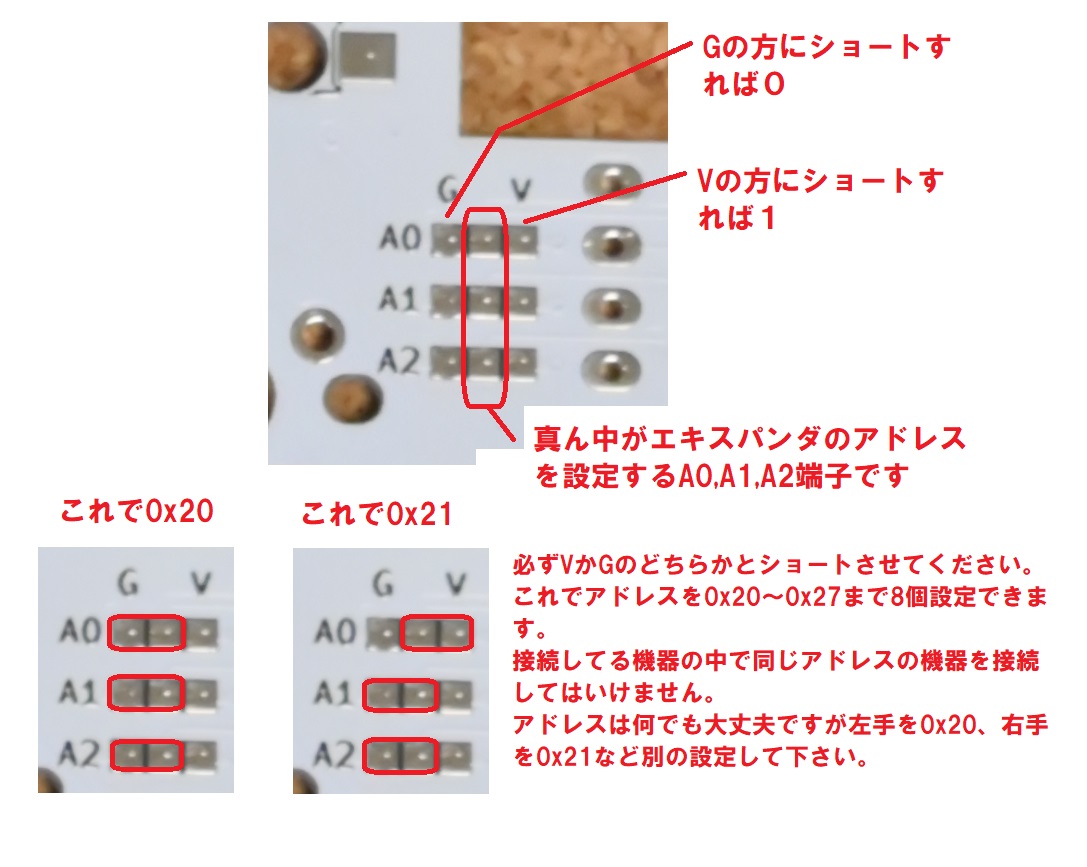 Gの方にショートす
れば0
Vの方にショートす
れば1
G V
A0
A1
A2
真ん中がエキスパンダのアドレス
を設定するA0,A1,A2端子です
これで0x20
G V
A0
A1
A2
これで0x21
G V
A0
A1
A2
必ずVかGのどちらかとショートさせてください。
これでアドレスを0x20～0x27まで8個設定できま
す。
接続してる機器の中で同じアドレスの機器を接続
してはいけません。
アドレスは何でも大丈夫ですが左手を0x20、右手
を0x21など別の設定して下さい。